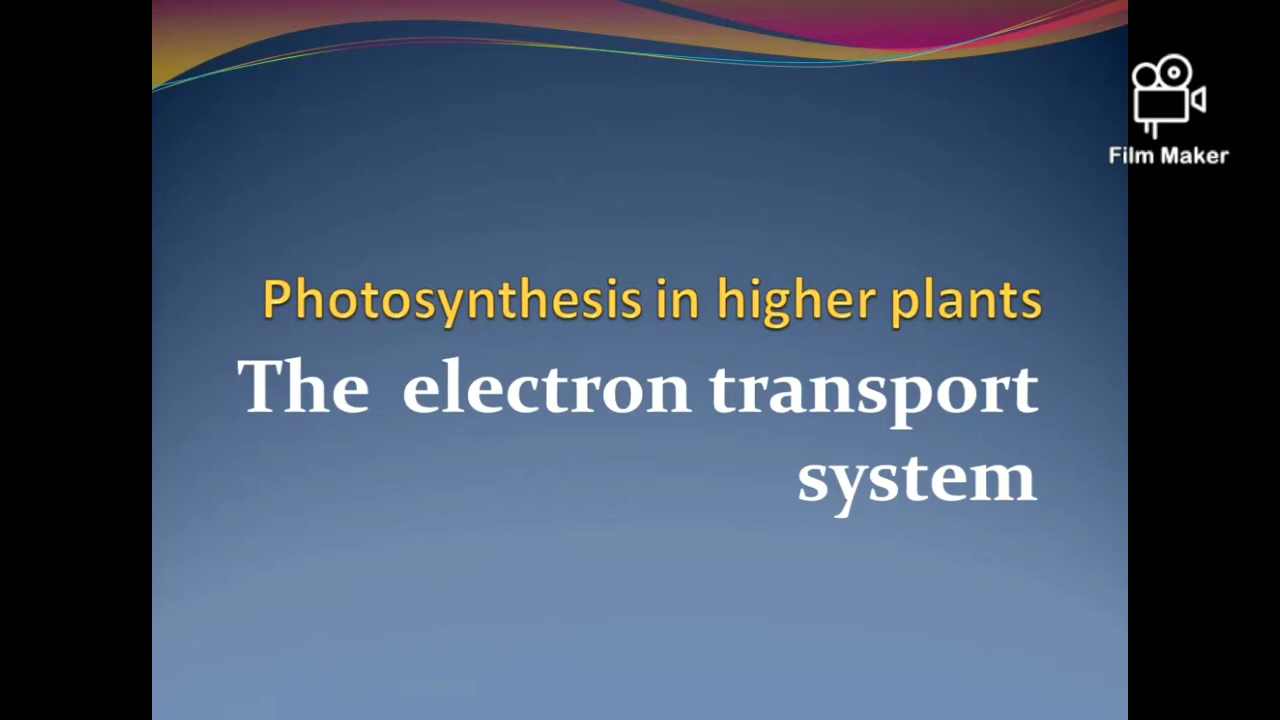 Film Maker
Photosynthesis in higher plants
The electron transport
system